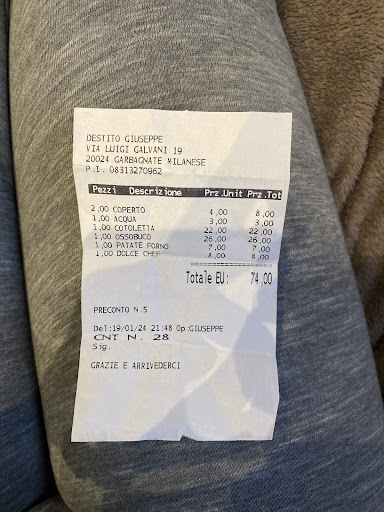 DESTITO GIUSEPPE
VIA LUIGI GALVANI 19
20024 GARBAGNATE MILANESE
P.I. 08313270962
Pezzi Descrizione Prz.Unit Prz.Tot
2,00 COPERTO 4,00 8,00
1,00 ACQUA 3,00 3,00
1,00 COTOLETTA 22,00 22,00
1,00 OSSOBUCO 26,00 26,00
1,00 PATATE FORNO 7,00 7,00
1,00 DOLCE CHEF 8,00 8,00
Totale EU: 74,00
PRECONTO N.5
Del:19/01/24 21:48 Op:GIUSEPPE
CNT N. 28
Sig.
GRAZIE E ARRIVEDERCI